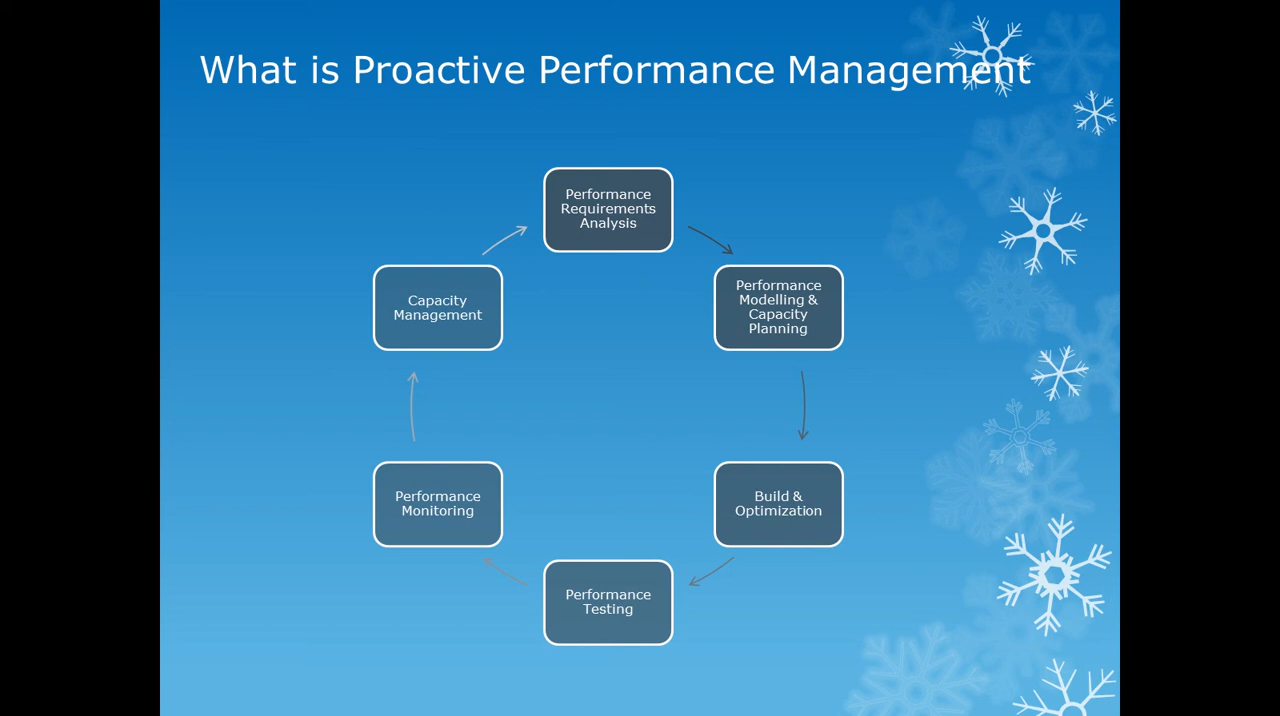 What is Proactive Performance Management
Performance
Requirements
Analysis
Performance
Modelling &
Capacity
Planning
Build &
Optimization
Performance
Testing
Performance
Monitoring
Capacity
Management